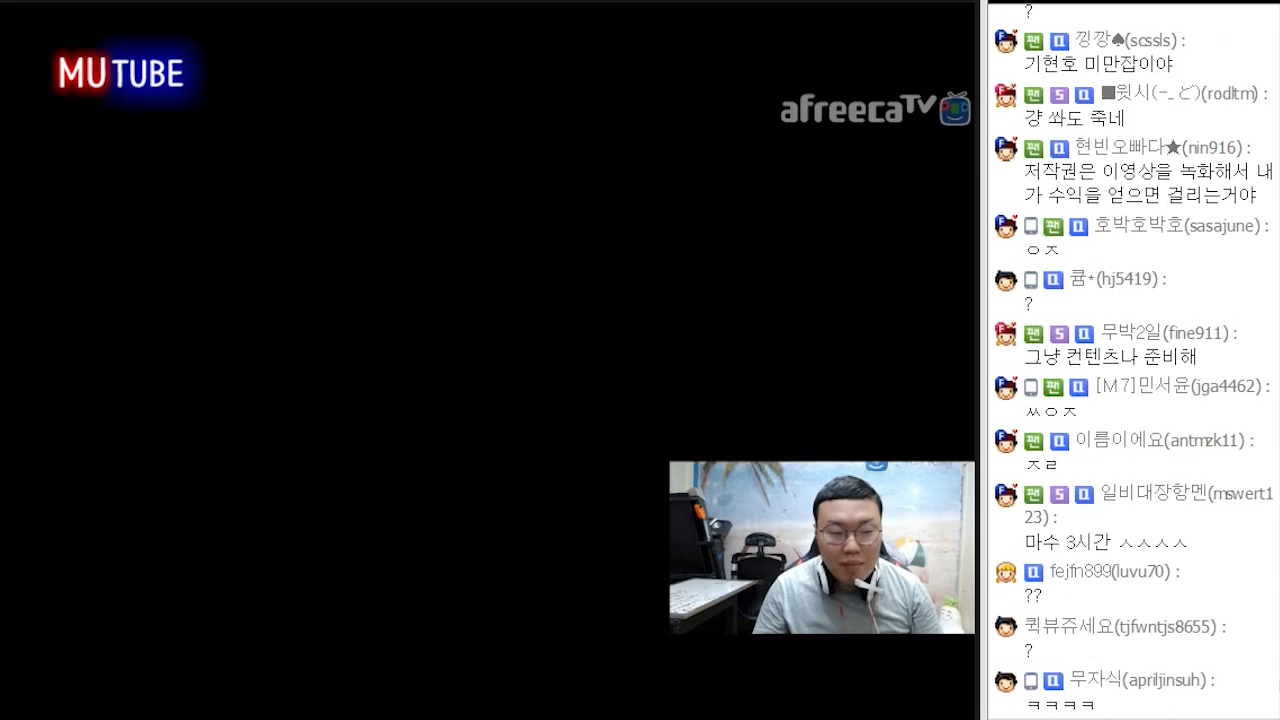 MUTUBE
afreecaTV
?
낑깡♠(scssls) :
기현호 미만잡이야
■윗시(-_ど)(rodltm) :
걍 쏴도 죽네
현빈오빠다★(nin916) :
저작권은 이영상을 녹화해서 내
가 수익을 얻으면 걸리는거야
호박호박호(sasajune) :
ㅇㅈ
큠*(hj5419) :
?
무박2일(fine911) :
그냥 컨텐츠나 준비해
[M7]민서윤(jga4462) :
ㅆㅇㅈ
이름이에요(antmzk11) :
ㅈㄹ
일비대장항멘(mswert1
23) :
마수 3시간 ㅅㅅㅅㅅ
fejfn899(luvu70) :
??
퀵뷰쥬세요(tjfwntjs8655) :
?
무자식(apriljinsuh) :
ㅋㅋㅋㅋ